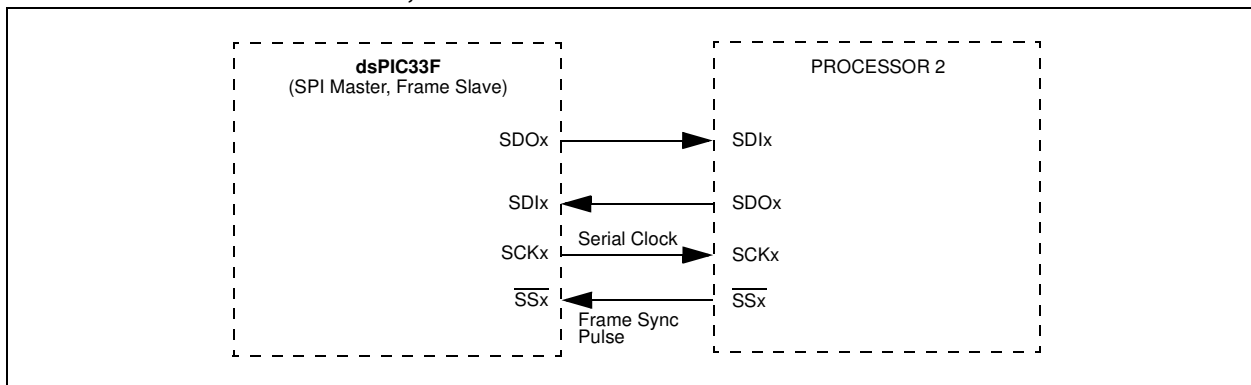 dsPIC33F
(SPI Master, Frame Slave)
PROCESSOR 2
SDOx
SDIx
SDIx
SDOx
Serial Clock
SCKx
SCKx
SSx
SSx
Frame Sync
Pulse